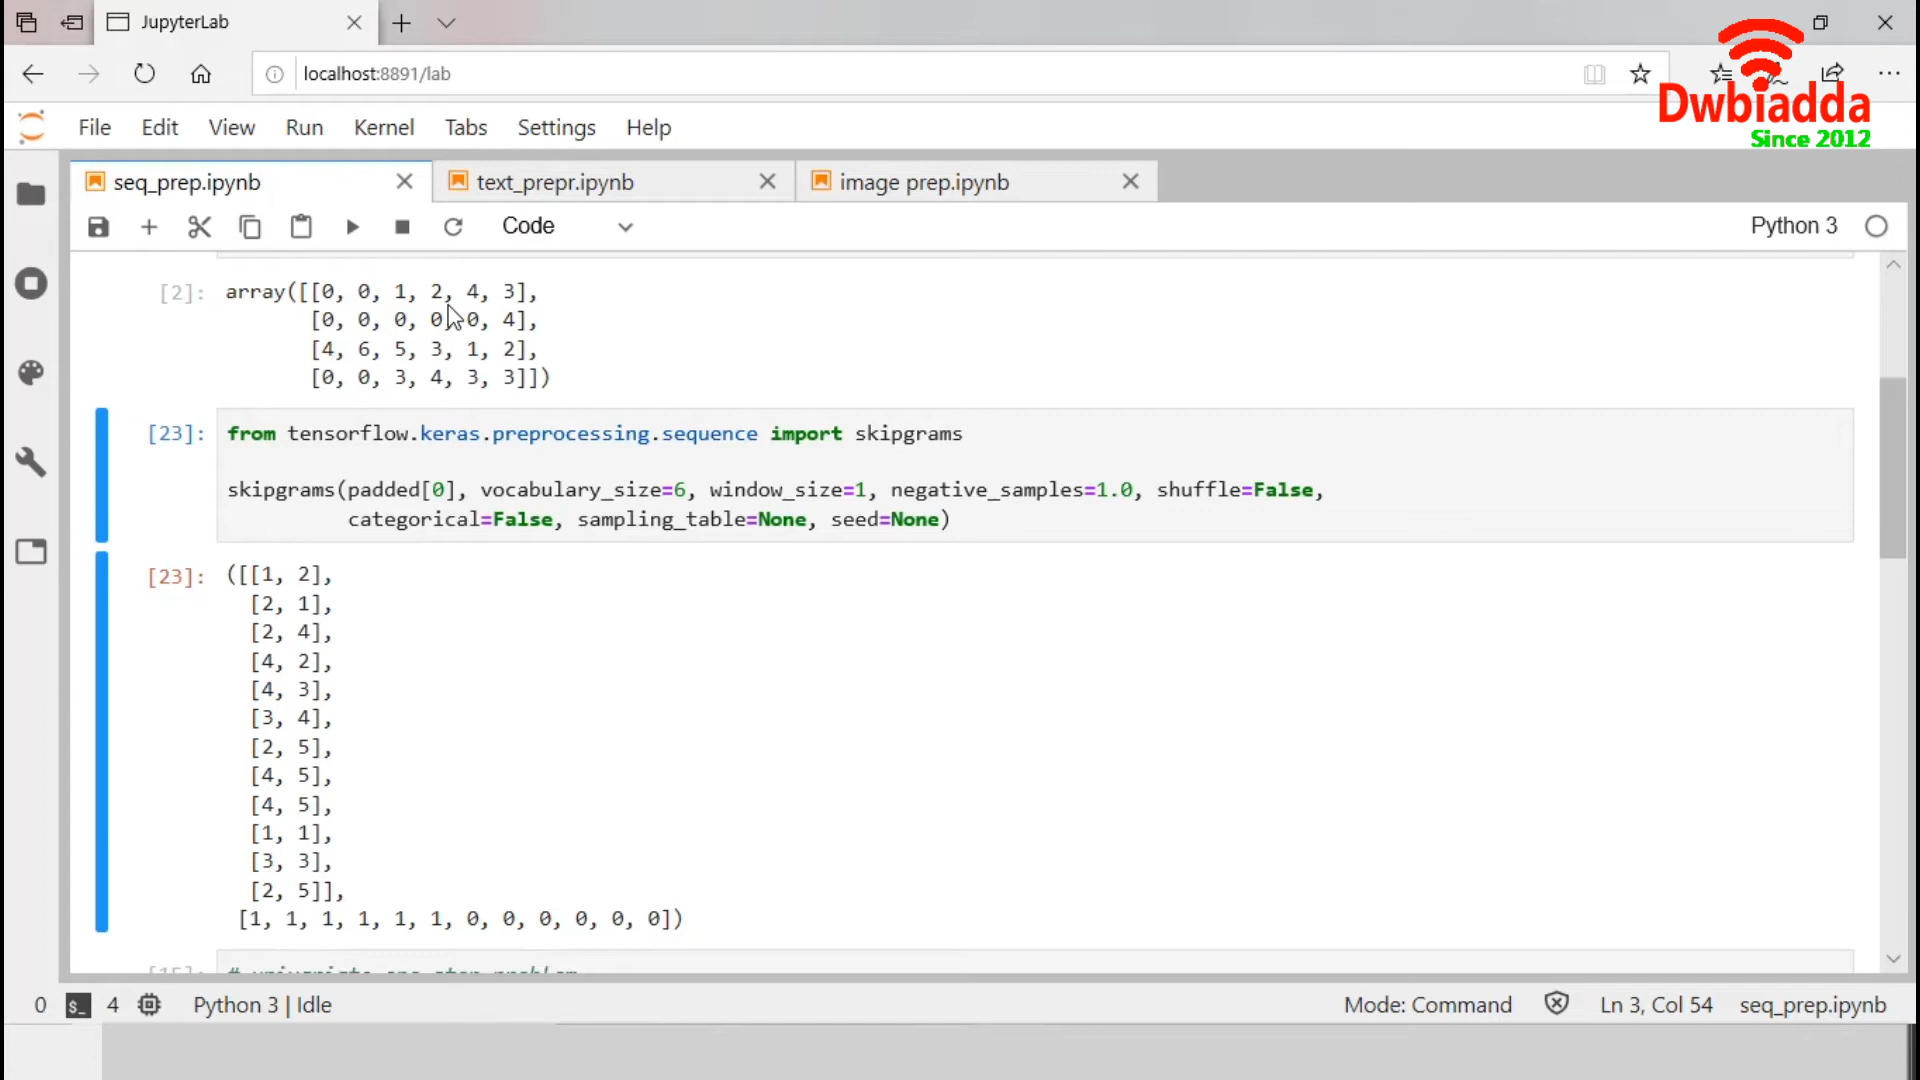 JupyterLab
localhost:8891/lab
Dwbiadda
Since 2012
File Edit View Run Kernel Tabs Settings Help
seq_prep.ipynb text_prepr.ipynb image prep.ipynb
Code Python 3
[2]: array([[0, 0, 1, 2, 4, 3],
[0, 0, 0, 0, 0, 4],
[4, 6, 5, 3, 1, 2],
[0, 0, 3, 4, 3, 3]])
[23]: from tensorflow.keras.preprocessing.sequence import skipgrams
skipgrams(padded[0], vocabulary_size=6, window_size=1, negative_samples=1.0, shuffle=False,
categorical=False, sampling_table=None, seed=None)
[23]: ([[1, 2],
[2, 1],
[2, 4],
[4, 2],
[4, 3],
[3, 4],
[2, 5],
[4, 5],
[4, 5],
[1, 1],
[3, 3],
[2, 5]],
[1, 1, 1, 1, 1, 1, 0, 0, 0, 0, 0, 0])
0 $_ 4 Python 3 | Idle Mode: Command Ln 3, Col 54 seq_prep.ipynb